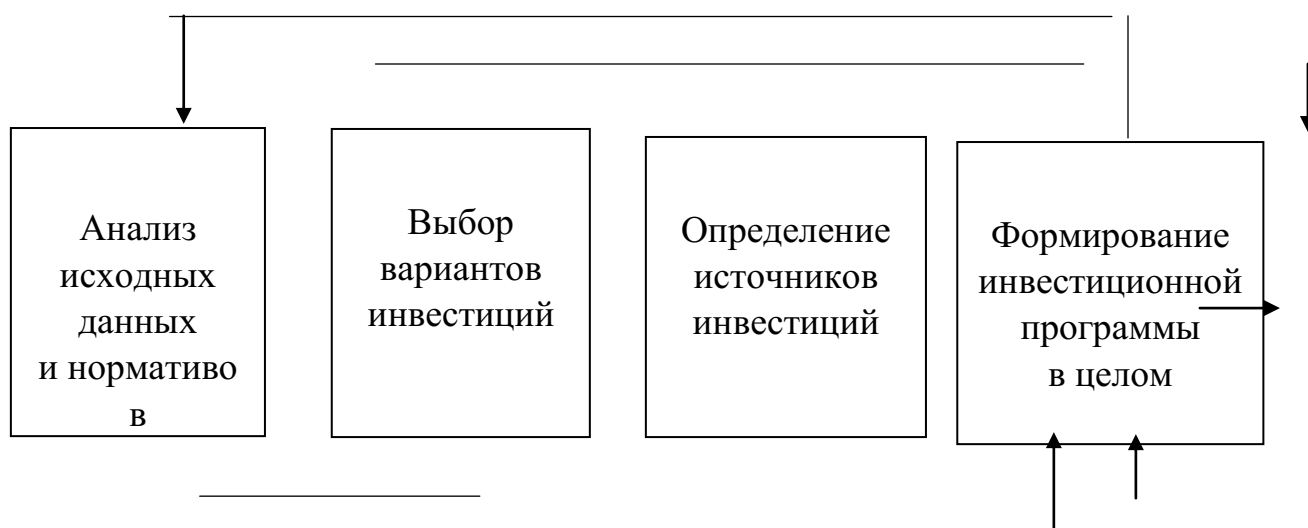 Анализ
исходных
данных
и нормативо
в
Выбор
вариантов
инвестиций
Определение
источников
инвестиций
Формирование
инвестиционной
программы
в целом